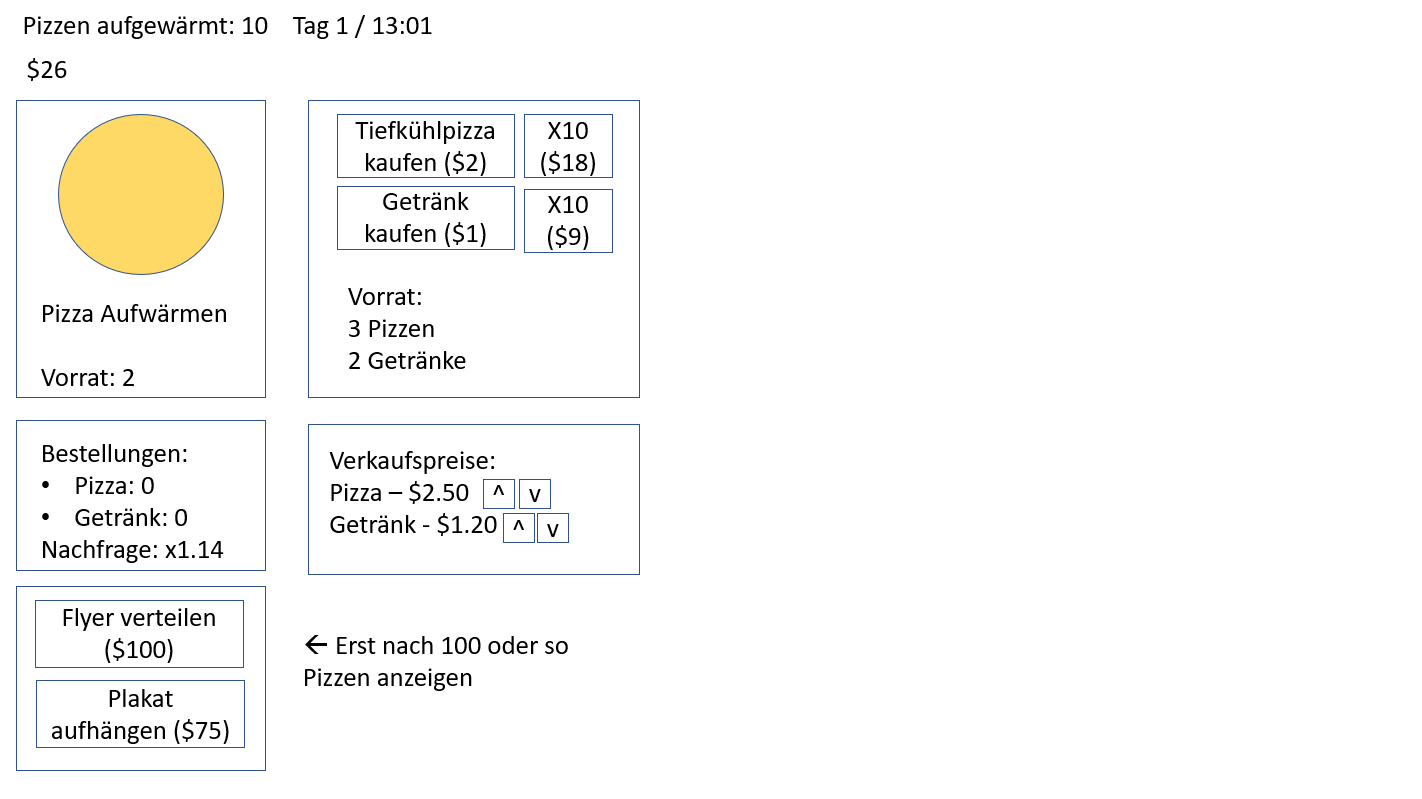 Pizzen aufgewärmt: 10 Tag 1 / 13:01
$26
Tiefkühlpizza
kaufen ($2)
X10
($18)
Getränk
kaufen ($1)
X10
($9)
Pizza Aufwärmen
Vorrat: 2
Vorrat:
3 Pizzen
2 Getränke
Bestellungen:
• Pizza: 0
• Getränk: 0
Nachfrage: x1.14
Verkaufspreise:
Pizza – $2.50 ^ v
Getränk - $1.20 ^ v
Flyer verteilen
($100)
Plakat
aufhängen ($75)
← Erst nach 100 oder so
Pizzen anzeigen